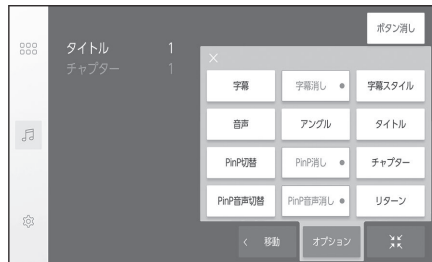 ボタン消し
タイトル 1
チャプター 1
字幕 字幕消し 字幕スタイル
音声 アングル タイトル
PinP切替 PinP消し チャプター
PinP音声切替 PinP音声消し リターン
移動 オプション